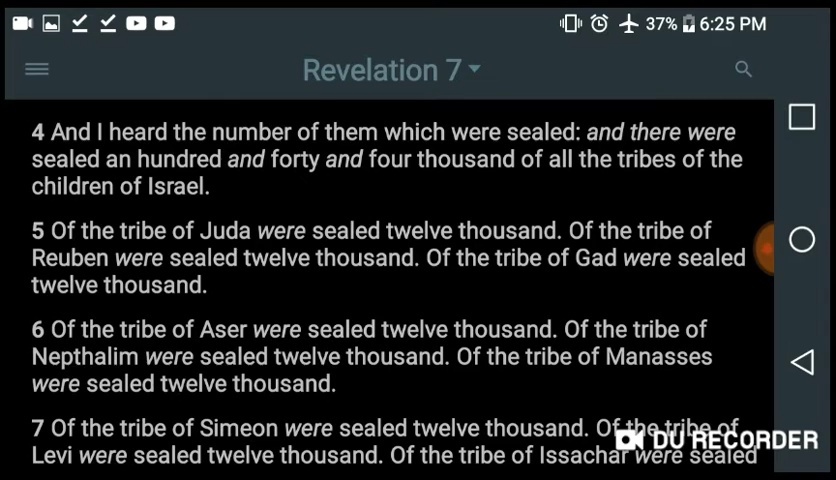 37% 6:25 PM
Revelation 7
4 And I heard the number of them which were sealed: and there were
sealed an hundred and forty and four thousand of all the tribes of the
children of Israel.
5 Of the tribe of Juda were sealed twelve thousand. Of the tribe of
Reuben were sealed twelve thousand. Of the tribe of Gad were sealed
twelve thousand.
6 Of the tribe of Aser were sealed twelve thousand. Of the tribe of
Nepthalim were sealed twelve thousand. Of the tribe of Manasses
were sealed twelve thousand.
7 Of the tribe of Simeon were sealed twelve thousand. Of the tribe of
Levi were sealed twelve thousand. Of the tribe of Issachar were sealed
DU RECORDER